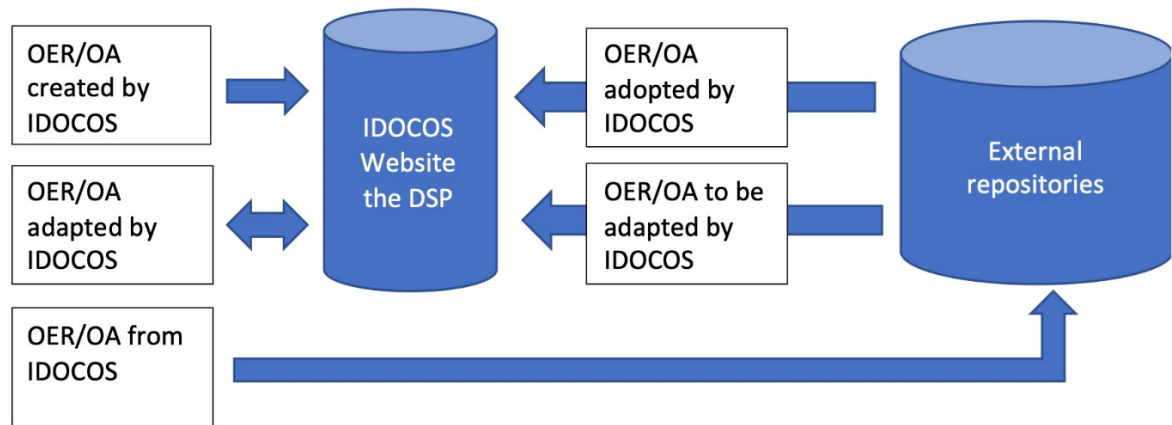 OER/OA
created by
IDOCOS
OER/OA
adapted by
IDOCOS
OER/OA from
IDOCOS
IDOCOS
Website
the DSP
OER/OA
adopted by
IDOCOS
OER/OA to be
adapted by
IDOCOS
External
repositories